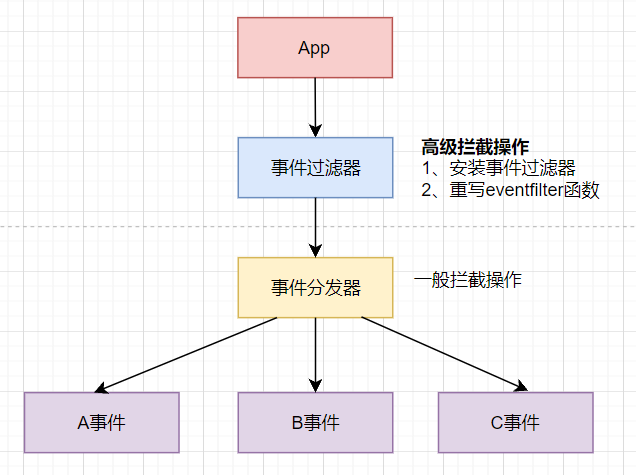 App
事件过滤器
高级拦截操作
1、安装事件过滤器
2、重写eventfilter函数
事件分发器
一般拦截操作
A事件
B事件
C事件